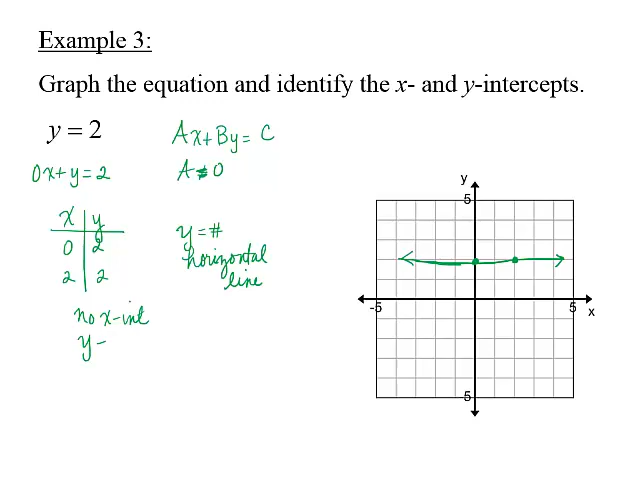 Example 3:
Graph the equation and identify the x- and y-intercepts.
y = 2
Ax+By = C
0x+y=2
A=0
x y
0 2
2 2
y = #
horizontal
line
no x-int
y -
y
5
-5
5
x
5